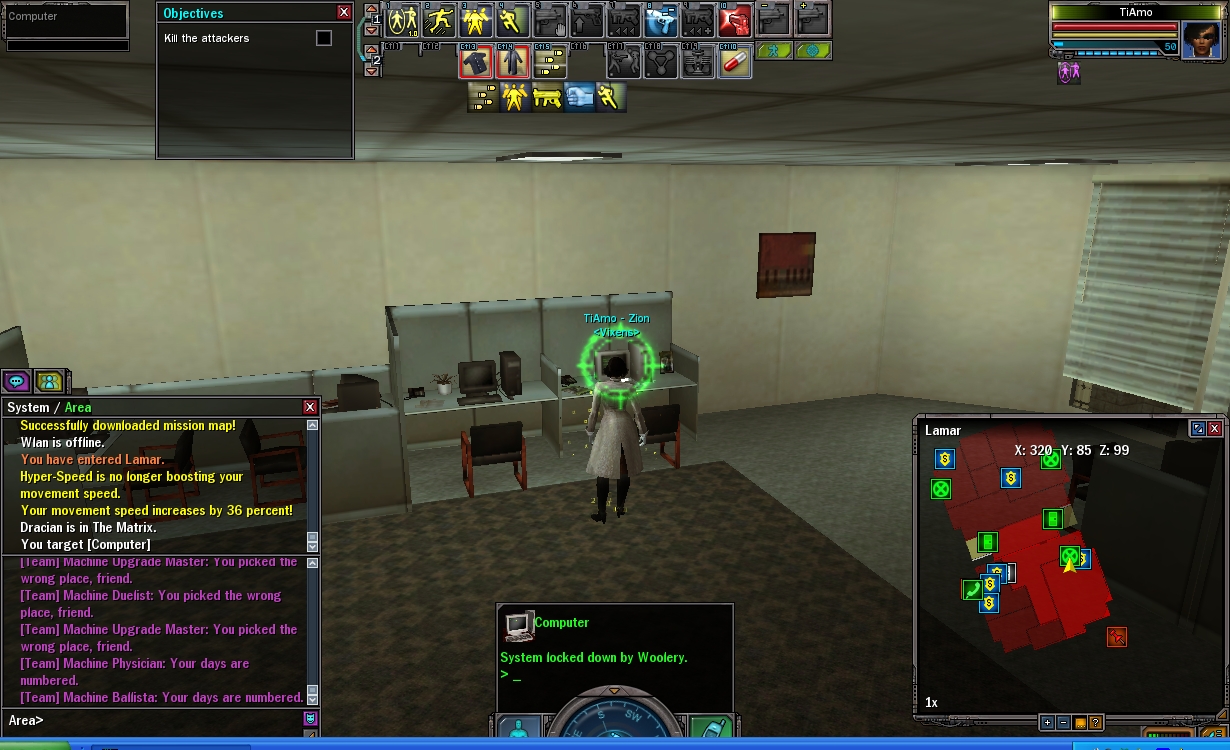 Computer
Objectives
Kill the attackers
TiAmo
50
TiAmo - Zion
<Vixens>
System / Area
Successfully downloaded mission map!
Wlan is offline.
You have entered Lamar.
Hyper-Speed is no longer boosting your
movement speed.
Your movement speed increases by 36 percent!
Dracian is in The Matrix.
You target [Computer]
[Team] Machine Upgrade Master: You picked the
wrong place, friend.
[Team] Machine Duelist: You picked the wrong
place, friend.
[Team] Machine Upgrade Master: You picked the
wrong place, friend.
[Team] Machine Physician: Your days are
numbered.
[Team] Machine Ballista: Your days are numbered.
Area>
Computer
System locked down by Woolery.
> _
S
SW
Lamar
X: 320 Y: 85 Z: 99
1x